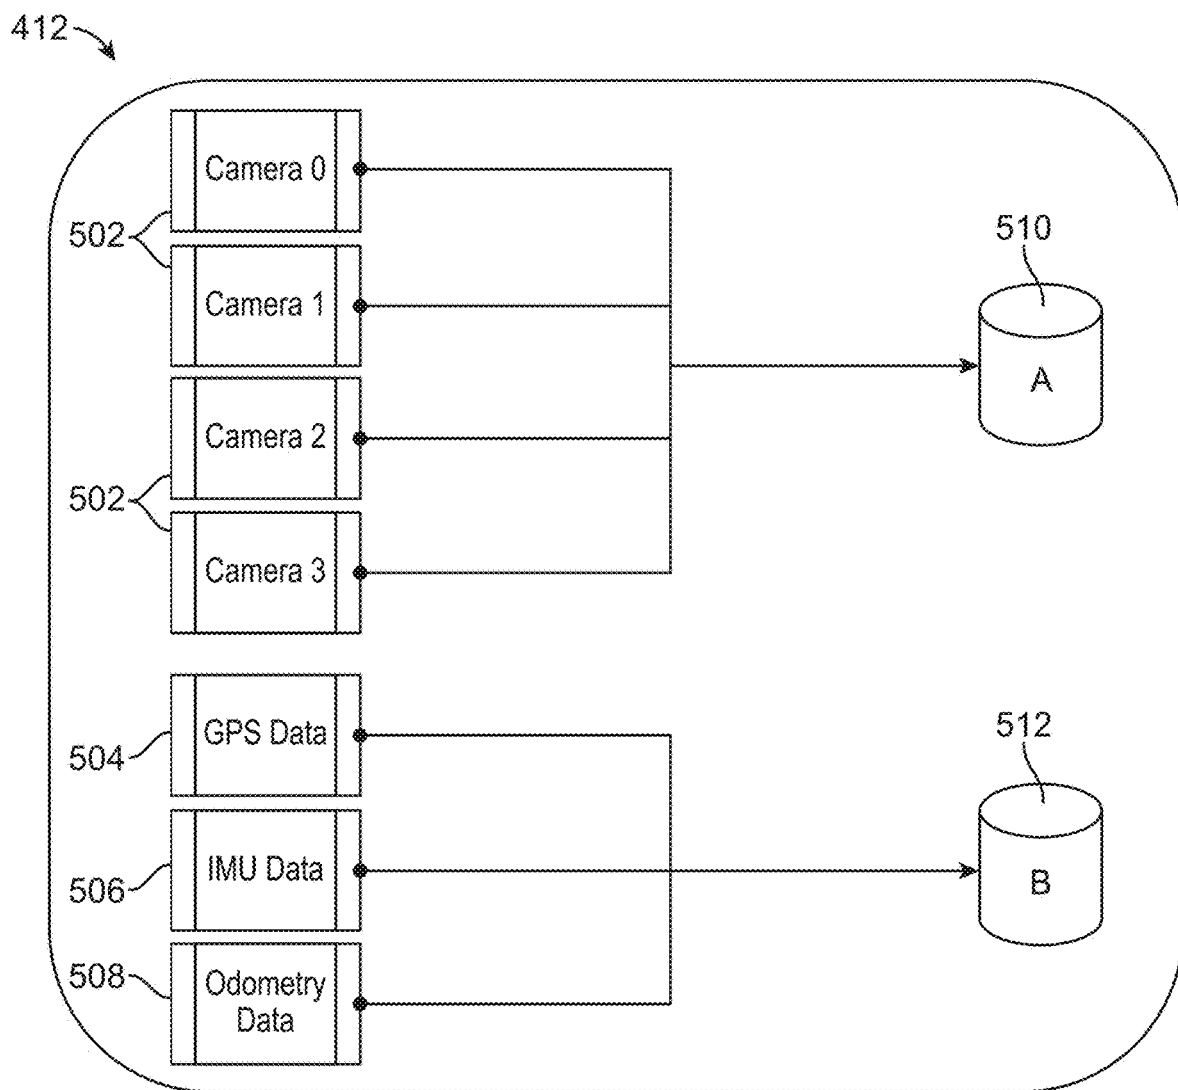 412
Camera 0
502
Camera 1
510
A
Camera 2
502
Camera 3
GPS Data
504
512
IMU Data
506
B
508
Odometry
Data